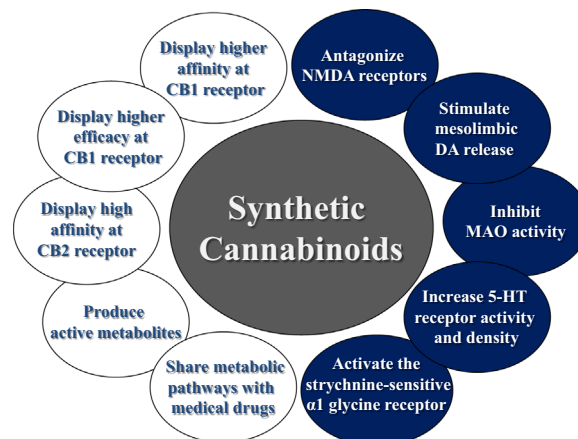 Display higher
affinity at
CB1 receptor
Antagonize
NMDA receptors
Display higher
efficacy at
CB1 receptor
Stimulate
mesolimbic
DA release
Synthetic
Cannabinoids
Display high
affinity at
CB2 receptor
Inhibit
MAO activity
Produce
active metabolites
Increase 5-HT
receptor activity
and density
Share metabolic
pathways with
medical drugs
Activate the
strychnine-sensitive
α1 glycine receptor